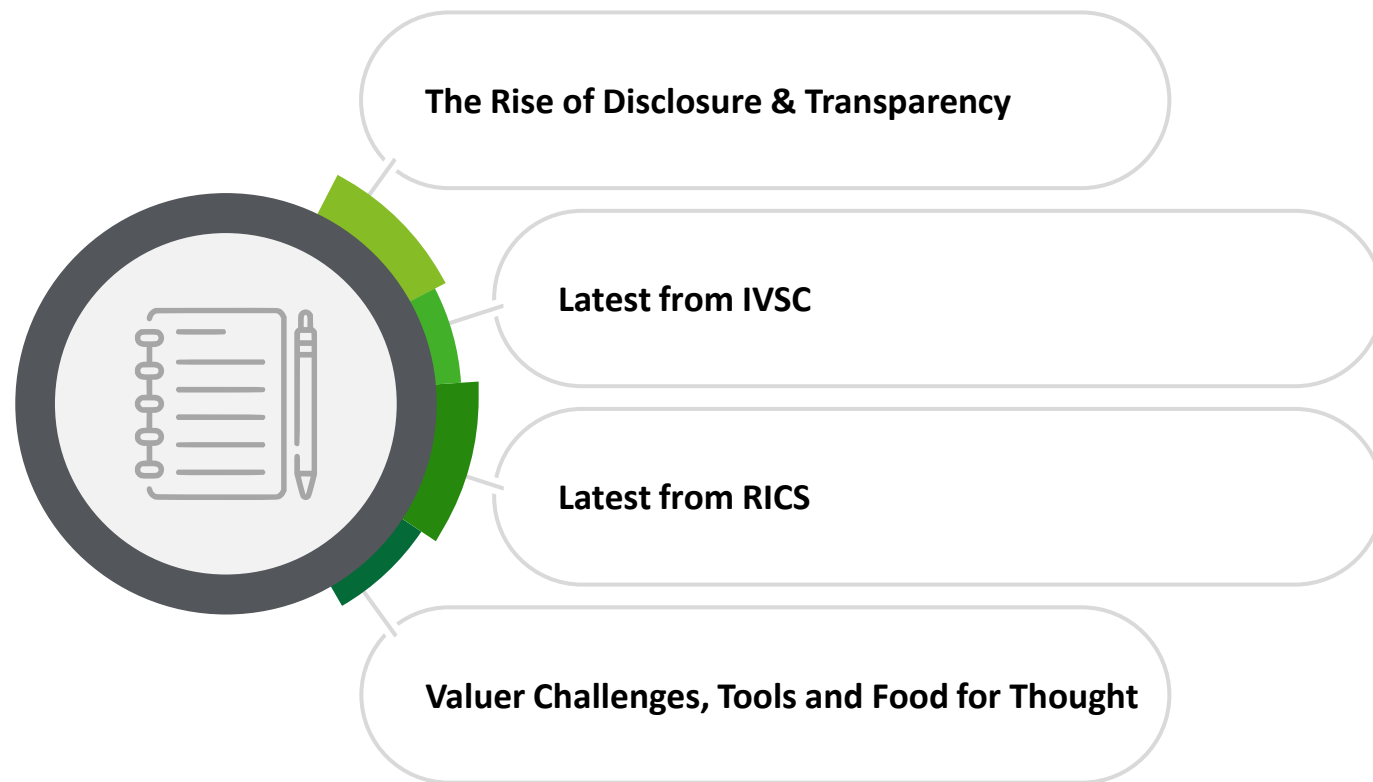 The Rise of Disclosure & Transparency
Latest from IVSC
Latest from RICS
Valuer Challenges, Tools and Food for Thought